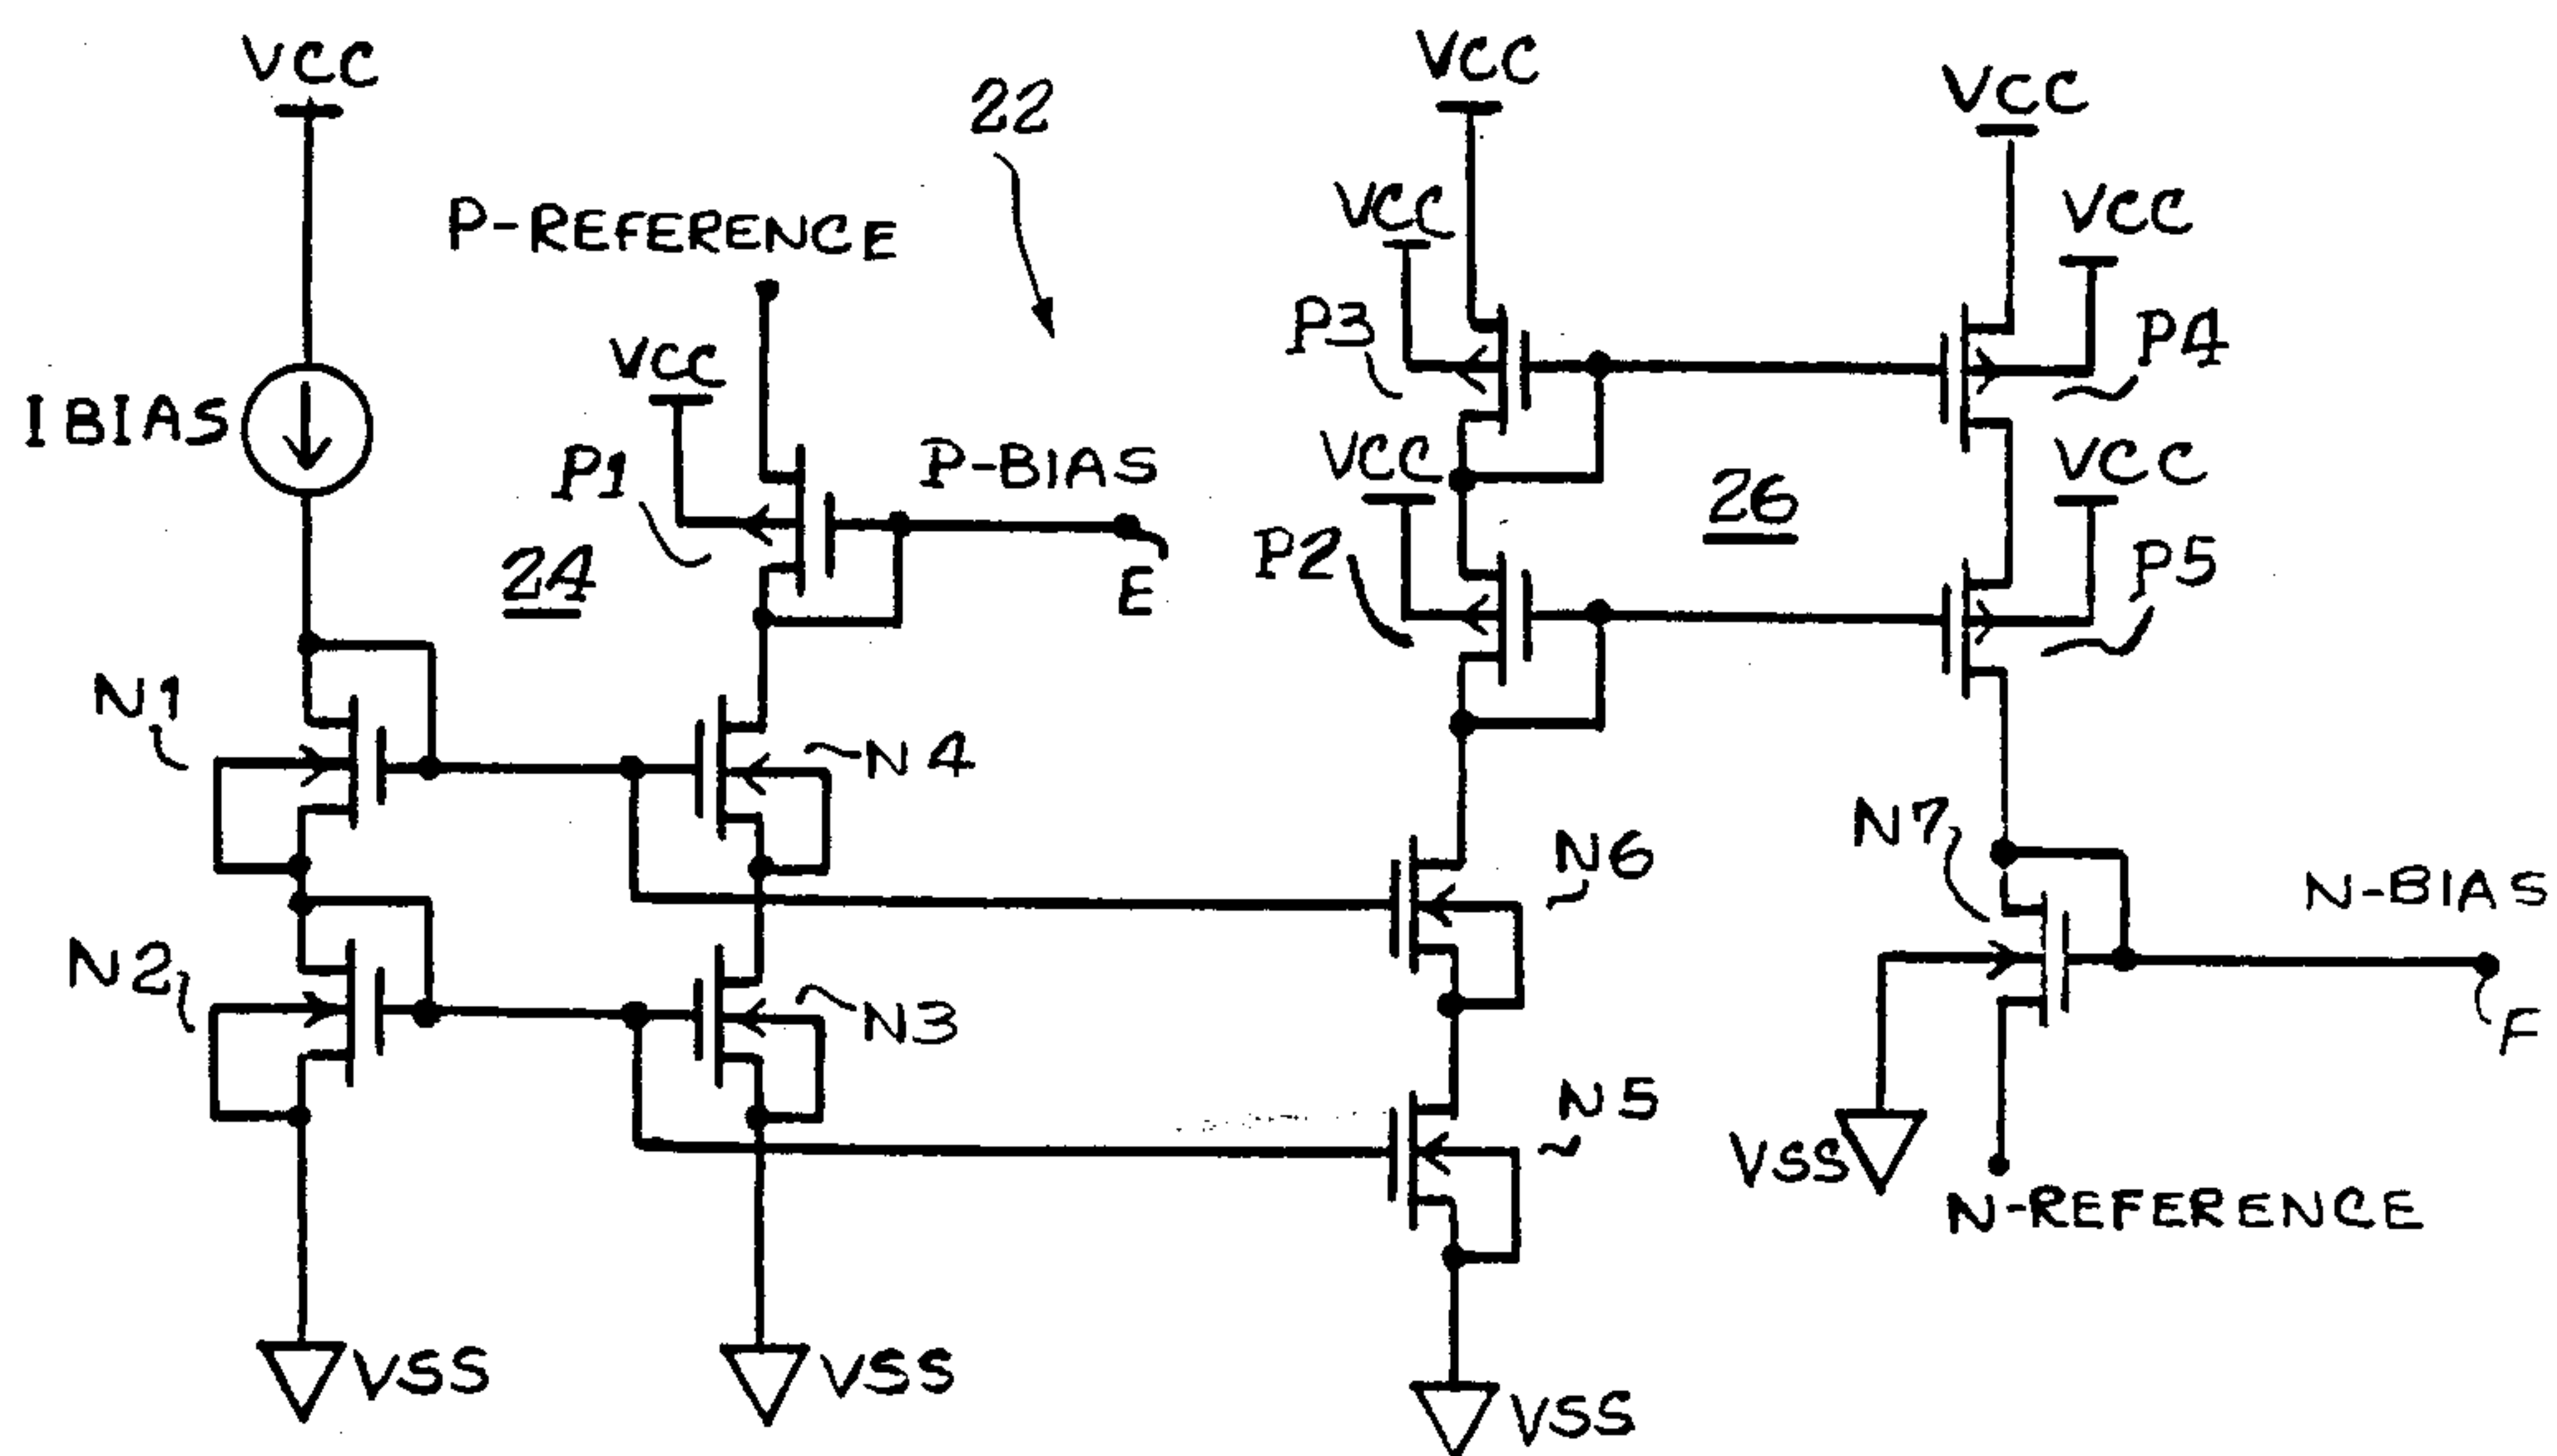 VCC
VCC
VCC
22
P-REFERENCE
VCC
VCC
P3
P4
VCC
IBIAS
P1
P-BIAS
VCC
VCC
26
24
P2
P5
E
N1
N4
N7
N6
N-BIAS
N2
N3
F
N5
VSS
N-REFERENCE
VSS
VSS
VSS